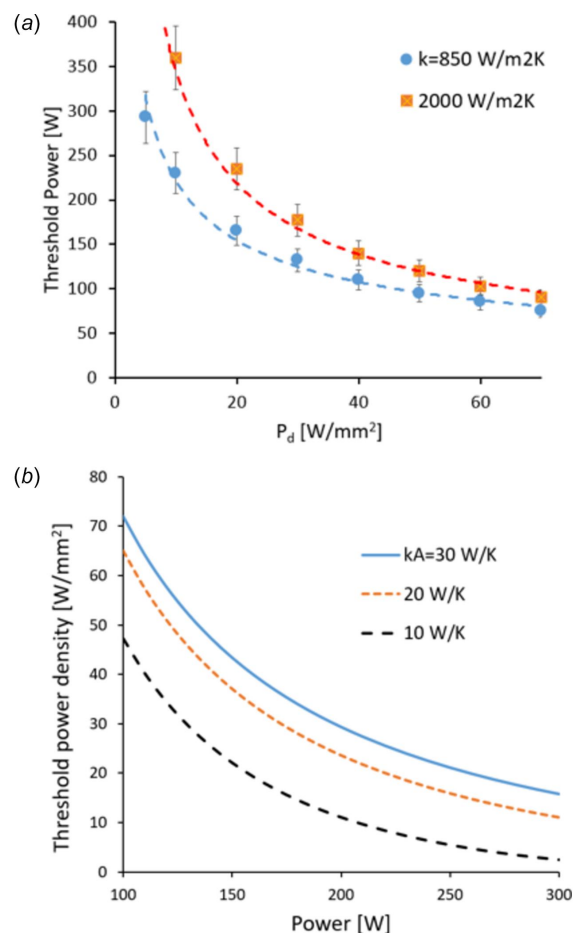 (a)
400
350
300
250
200
150
100
50
0
Threshold Power [W]
k=850 W/m2K
2000 W/m2K
0 20 40 60
P_d [W/mm²]
(b)
80
70
60
50
40
30
20
10
0
Threshold power density [W/mm²]
kA=30 W/K
20 W/K
10 W/K
100 150 200 250 300
Power [W]